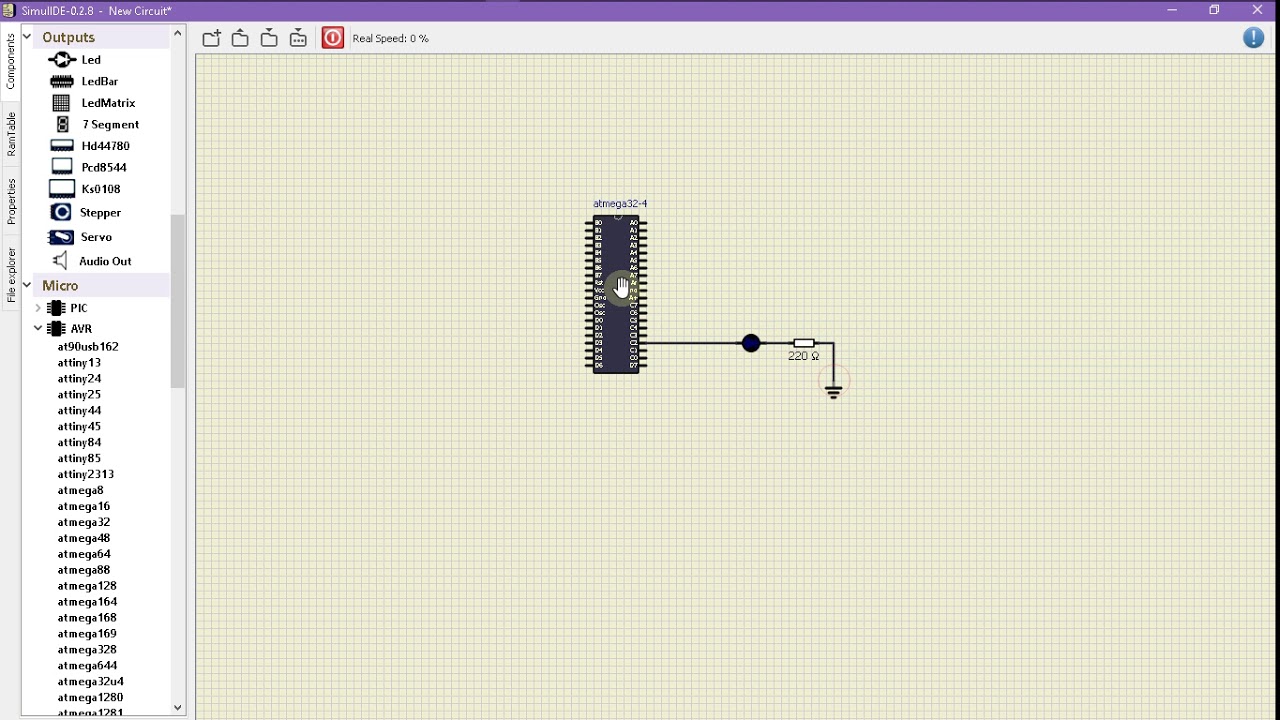 SimulIDE-0.2.8 - New Circuit*
Components
RamTable
Properties
File explorer
Outputs
Led
LedBar
LedMatrix
7 Segment
Hd44780
Pcd8544
Ks0108
Stepper
Servo
Audio Out
Micro
PIC
AVR
at90usb162
attiny13
attiny24
attiny25
attiny44
attiny45
attiny84
attiny85
attiny2313
atmega8
atmega16
atmega32
atmega48
atmega64
atmega88
atmega128
atmega164
atmega168
atmega169
atmega328
atmega644
atmega32u4
atmega1280
atmega1281
Real Speed: 0 %
atmega32-4
220 Ω